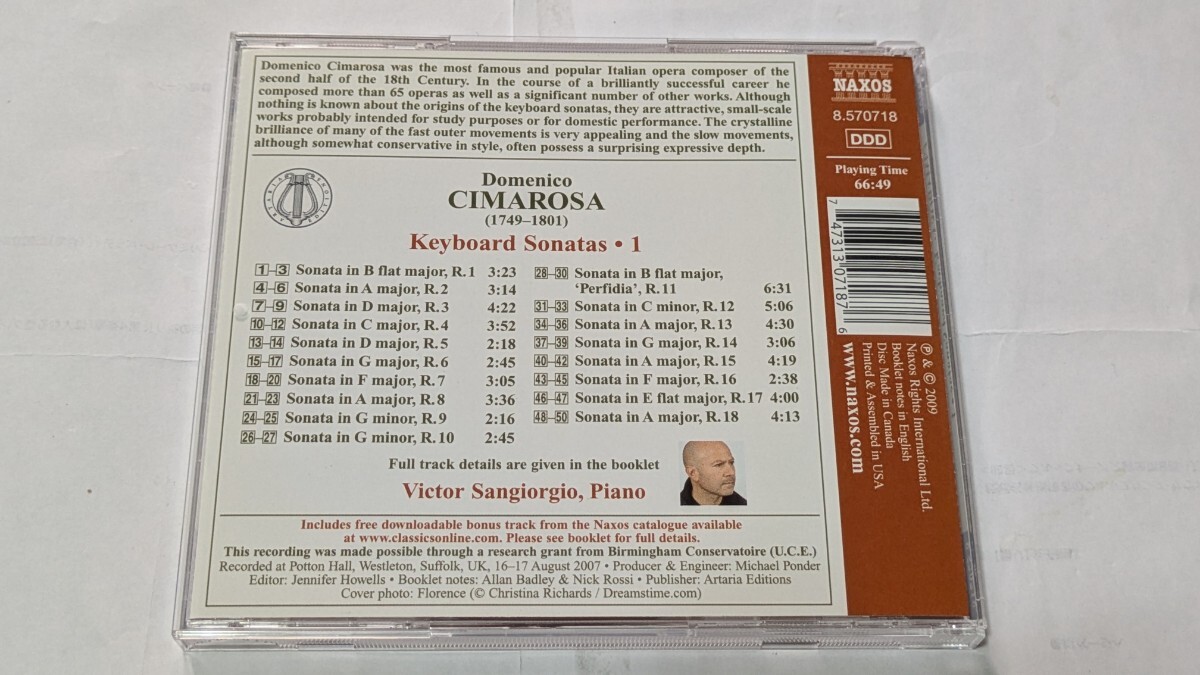 Domenico Cimarosa was the most famous and popular Italian opera composer of the
second half of the 18th Century. In the course of a brilliantly successful career he
composed more than 65 operas as well as a significant number of other works. Although
nothing is known about the origins of the keyboard sonatas, they are attractive, small-scale
works probably intended for study purposes or for domestic performance. The crystalline
brilliance of many of the fast outer movements is very appealing and the slow movements,
although somewhat conservative in style, often possess a surprising expressive depth.
Domenico
CIMAROSA
(1749–1801)
Keyboard Sonatas • 1
1–3 Sonata in B flat major, R.1 3:23
4–6 Sonata in A major, R.2 3:14
7–9 Sonata in D major, R.3 4:22
10–12 Sonata in C major, R.4 3:52
13–14 Sonata in D major, R.5 2:18
15–17 Sonata in G major, R.6 2:45
18–20 Sonata in F major, R.7 3:05
21–23 Sonata in A major, R.8 3:36
24–25 Sonata in G minor, R.9 2:16
26–27 Sonata in G minor, R.10 2:45
28–30 Sonata in B flat major,
‘Perfidia’, R.11 6:31
31–33 Sonata in C minor, R.12 5:06
34–36 Sonata in A major, R.13 4:30
37–39 Sonata in G major, R.14 3:06
40–42 Sonata in A major, R.15 4:19
43–45 Sonata in F major, R.16 2:38
46–47 Sonata in E flat major, R.17 4:00
48–50 Sonata in A major, R.18 4:13
Full track details are given in the booklet
Victor Sangiorgio, Piano
Includes free downloadable bonus track from the Naxos catalogue available
at www.classicsonline.com. Please see booklet for full details.
This recording was made possible through a research grant from Birmingham Conservatoire (U.C.E.)
Recorded at Potton Hall, Westleton, Suffolk, UK, 16–17 August 2007 • Producer & Engineer: Michael Ponder
Editor: Jennifer Howells • Booklet notes: Allan Badley & Nick Rossi • Publisher: Artaria Editions
Cover photo: Florence (© Christina Richards / Dreamstime.com)
NAXOS
8.570718
DDD
Playing Time
66:49
7 47313 07187 6
℗ & © 2009
Naxos Rights International Ltd.
Booklet notes in English
Disc Made in Canada
Printed & Assembled in USA
www.naxos.com